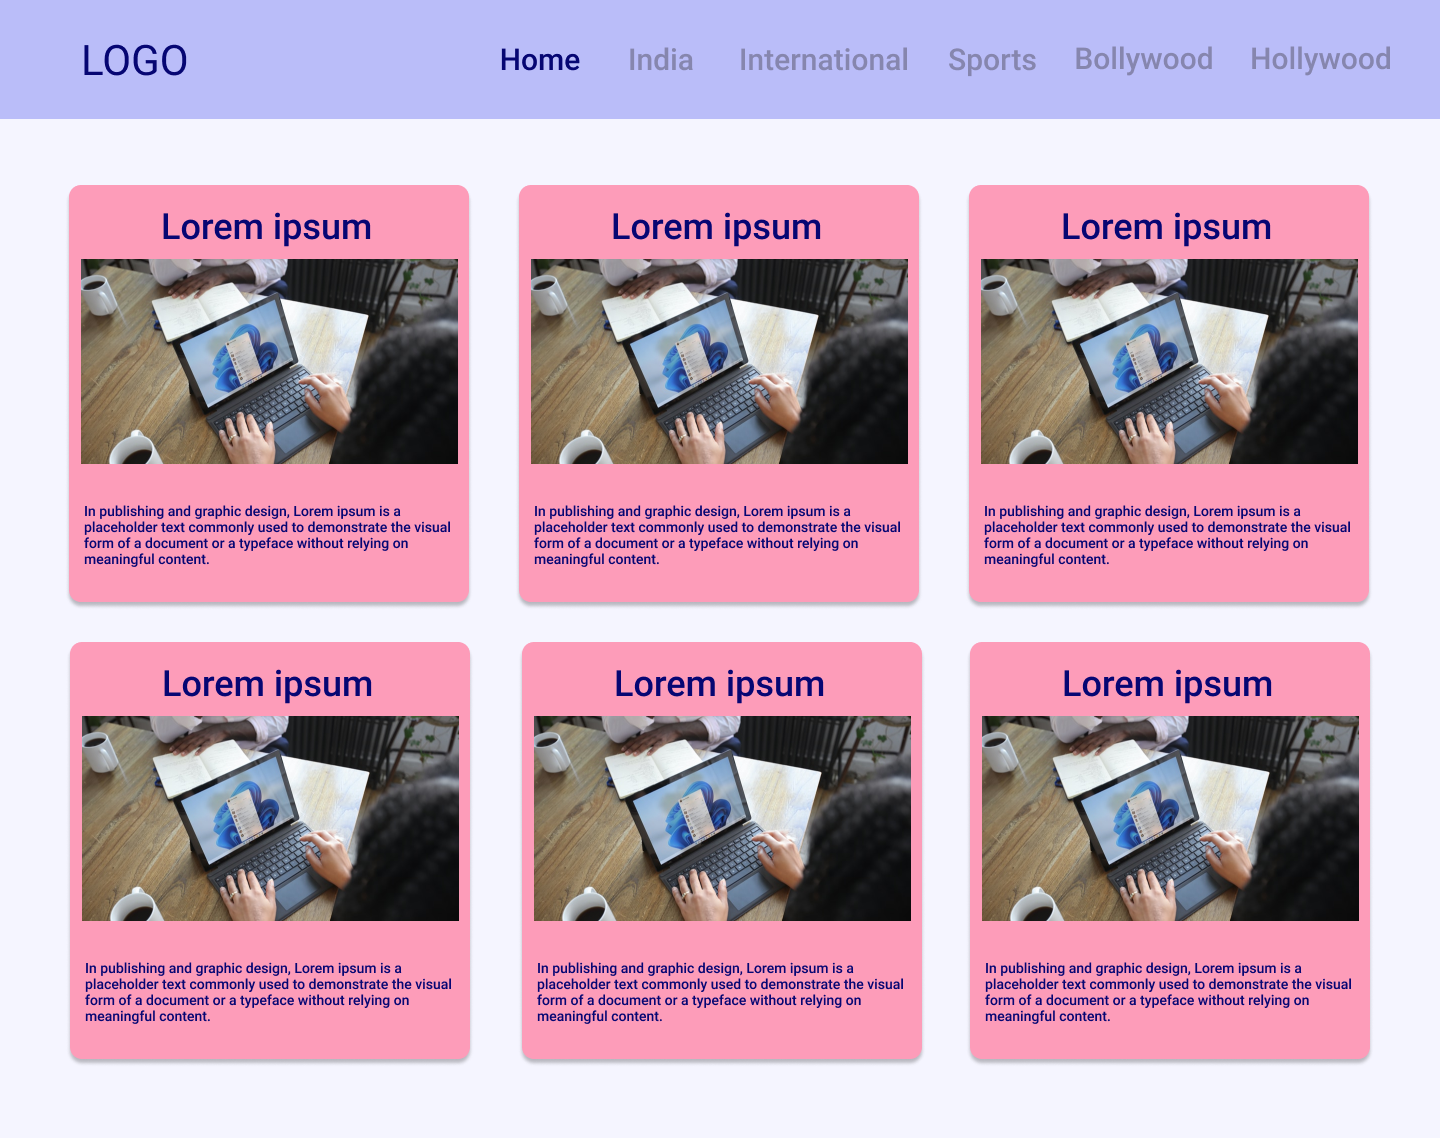 LOGO
Home India International Sports Bollywood Hollywood
Lorem ipsum
In publishing and graphic design, Lorem ipsum is a
placeholder text commonly used to demonstrate the visual
form of a document or a typeface without relying on
meaningful content.
Lorem ipsum
In publishing and graphic design, Lorem ipsum is a
placeholder text commonly used to demonstrate the visual
form of a document or a typeface without relying on
meaningful content.
Lorem ipsum
In publishing and graphic design, Lorem ipsum is a
placeholder text commonly used to demonstrate the visual
form of a document or a typeface without relying on
meaningful content.
Lorem ipsum
In publishing and graphic design, Lorem ipsum is a
placeholder text commonly used to demonstrate the visual
form of a document or a typeface without relying on
meaningful content.
Lorem ipsum
In publishing and graphic design, Lorem ipsum is a
placeholder text commonly used to demonstrate the visual
form of a document or a typeface without relying on
meaningful content.
Lorem ipsum
In publishing and graphic design, Lorem ipsum is a
placeholder text commonly used to demonstrate the visual
form of a document or a typeface without relying on
meaningful content.